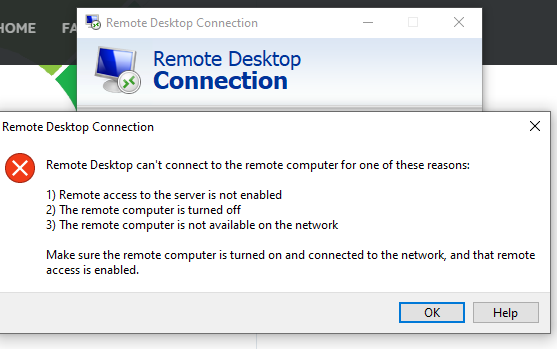 HOME
Remote Desktop Connection
Remote Desktop
Connection
Remote Desktop Connection
Remote Desktop can't connect to the remote computer for one of these reasons:
1) Remote access to the server is not enabled
2) The remote computer is turned off
3) The remote computer is not available on the network
Make sure the remote computer is turned on and connected to the network, and that remote
access is enabled.
OK
Help